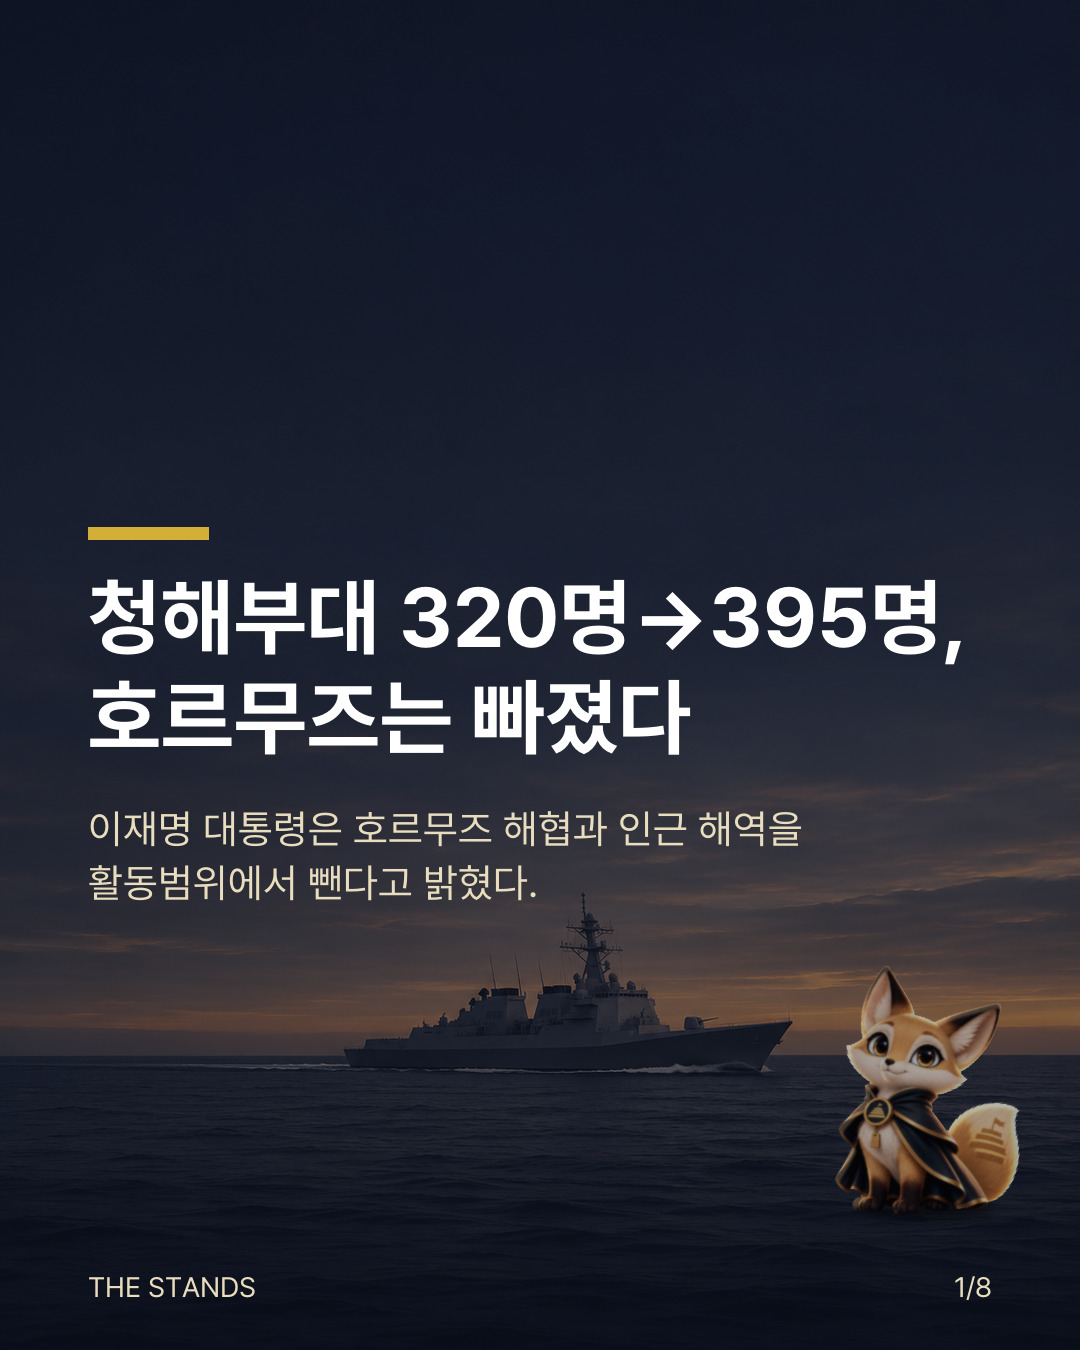 청해부대 320명→395명,
호르무즈는 빠졌다
이재명 대통령은 호르무즈 해협과 인근 해역을
활동범위에서 뺀다고 밝혔다.
THE STANDS
1/8